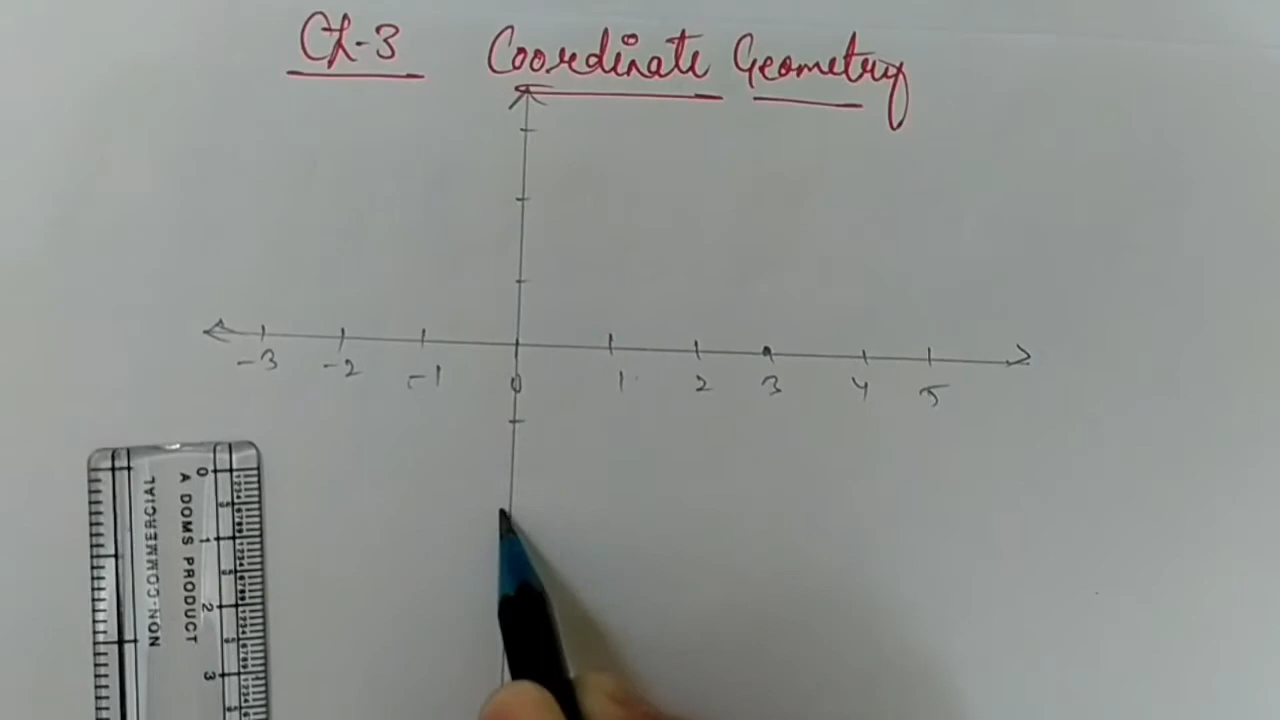 Ch-3 Coordinate Geometry
-3 -2 -1 0 1 2 3 4 5
NON-COMMERCIAL
A DOMS PRODUCT
0
1
2
3